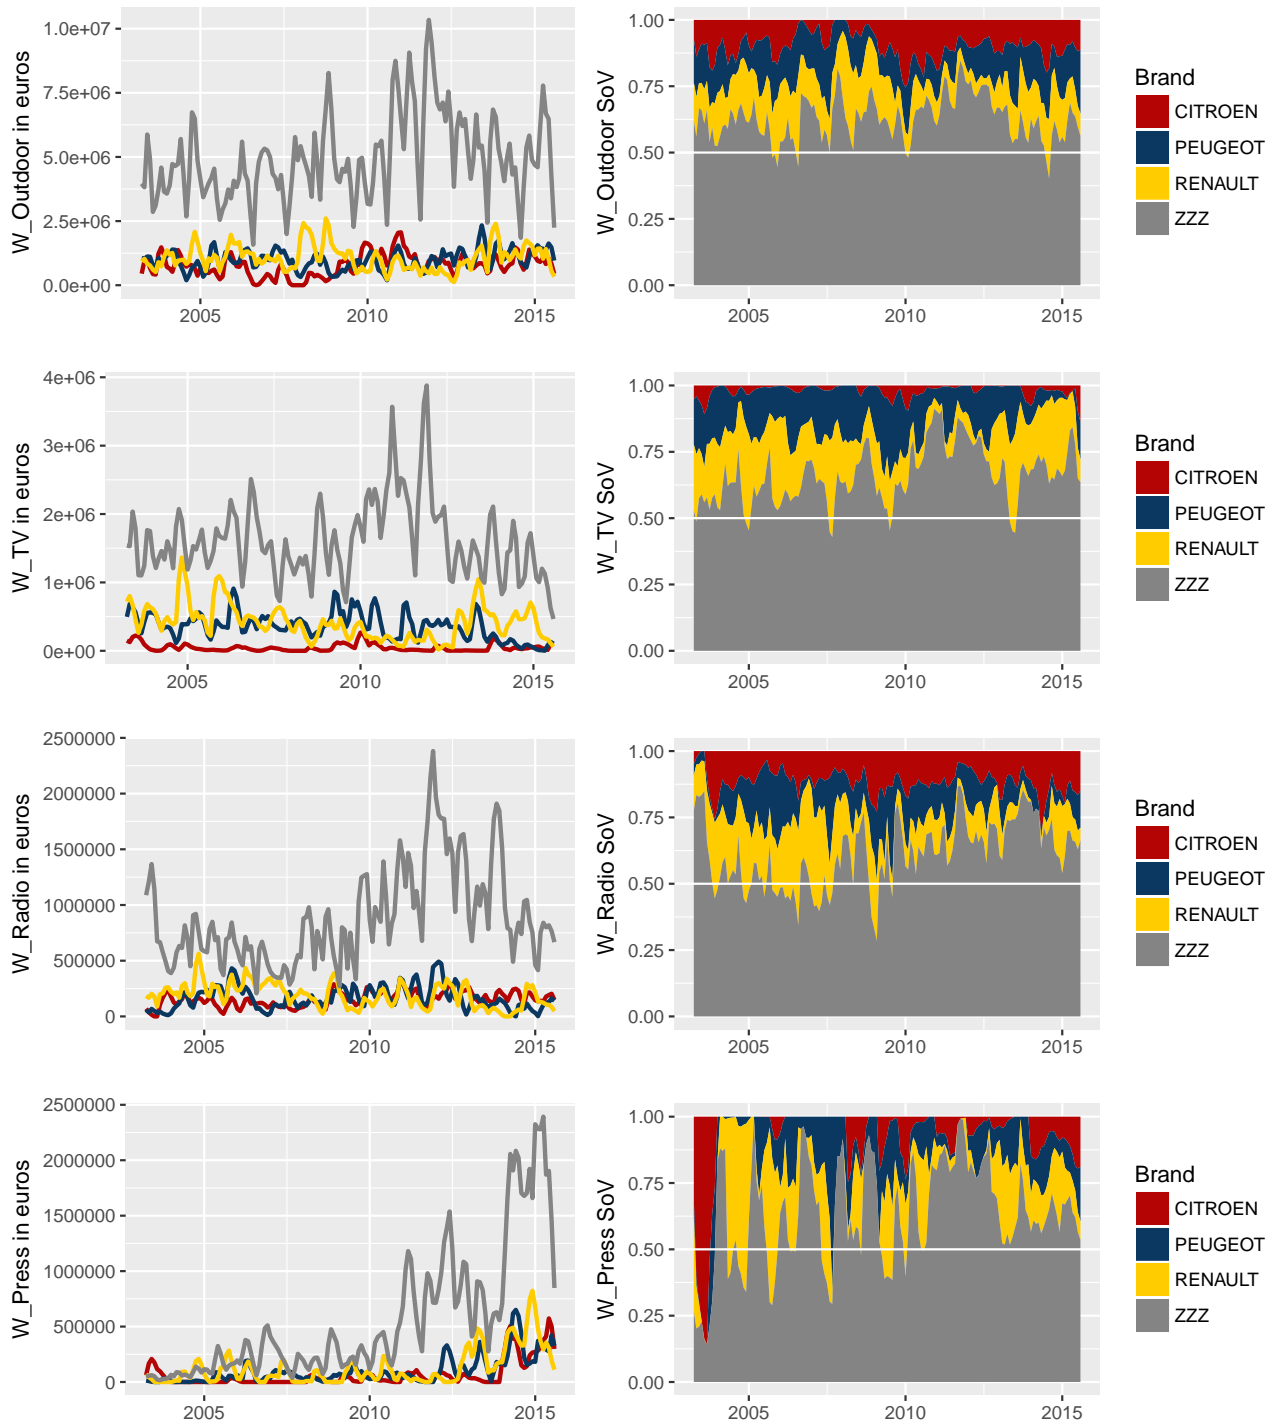 W_Outdoor in euros
1.0e+07
7.5e+06
5.0e+06
2.5e+06
0.0e+00
2005 2010 2015
W_Outdoor SoV
1.00
0.75
0.50
0.25
0.00
2005 2010 2015
Brand
CITROEN
PEUGEOT
RENAULT
ZZZ
W_TV in euros
4e+06
3e+06
2e+06
1e+06
0e+00
2005 2010 2015
W_TV SoV
1.00
0.75
0.50
0.25
0.00
2005 2010 2015
Brand
CITROEN
PEUGEOT
RENAULT
ZZZ
W_Radio in euros
2500000
2000000
1500000
1000000
500000
0
2005 2010 2015
W_Radio SoV
1.00
0.75
0.50
0.25
0.00
2005 2010 2015
Brand
CITROEN
PEUGEOT
RENAULT
ZZZ
W_Press in euros
2500000
2000000
1500000
1000000
500000
0
2005 2010 2015
W_Press SoV
1.00
0.75
0.50
0.25
0.00
2005 2010 2015
Brand
CITROEN
PEUGEOT
RENAULT
ZZZ